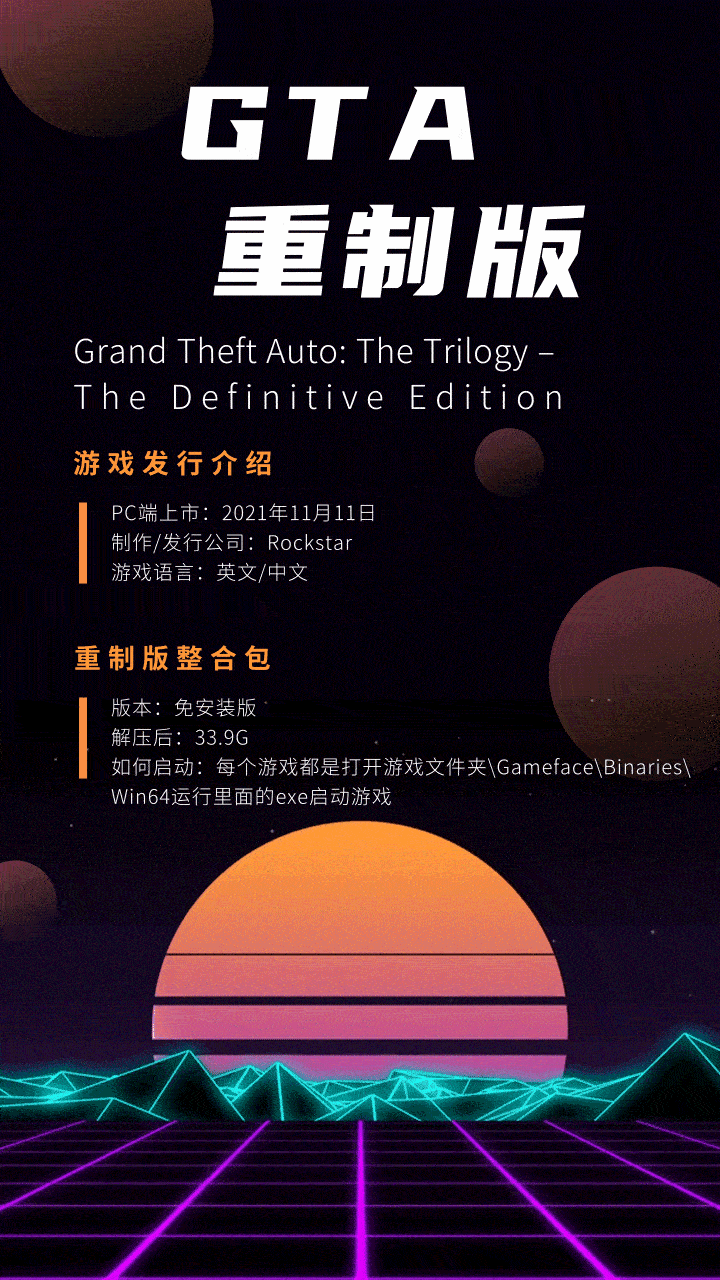 GTA
重制版
Grand Theft Auto: The Trilogy –
The Definitive Edition
游戏发行介绍
PC端上市：2021年11月11日
制作/发行公司：Rockstar
游戏语言：英文/中文
重制版整合包
版本：免安装版
解压后：33.9G
如何启动：每个游戏都是打开游戏文件夹\Gameface\Binaries\
Win64运行里面的exe启动游戏